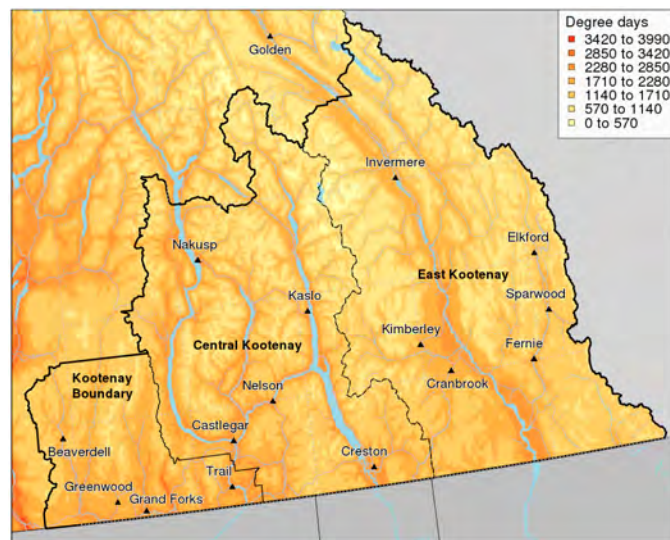 Degree days
3420 to 3990
2850 to 3420
2280 to 2850
1710 to 2280
1140 to 1710
570 to 1140
0 to 570
Golden
Invermere
Elkford
Nakusp
East Kootenay
Sparwood
Kaslo
Kimberley
Central Kootenay
Fernie
Kootenay
Boundary
Cranbrook
Nelson
Castlegar
Beaverdell
Creston
Trail
Greenwood
Grand Forks